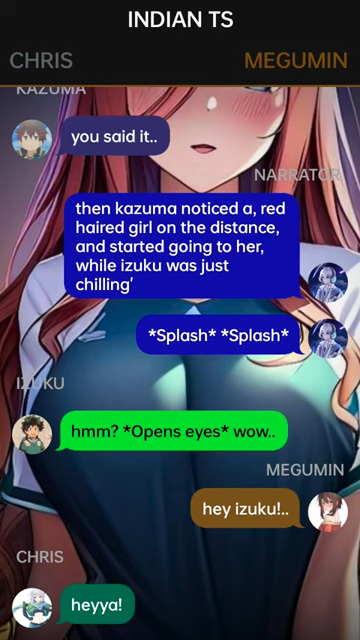 INDIAN TS
CHRIS
MEGUMIN
KAZUMA
you said it..
NARRATOR
then kazuma noticed a, red
haired girl on the distance,
and started going to her,
while izuku was just
chilling'
*Splash* *Splash*
IZUKU
hmm? *Opens eyes* wow..
MEGUMIN
hey izuku!..
CHRIS
heyya!